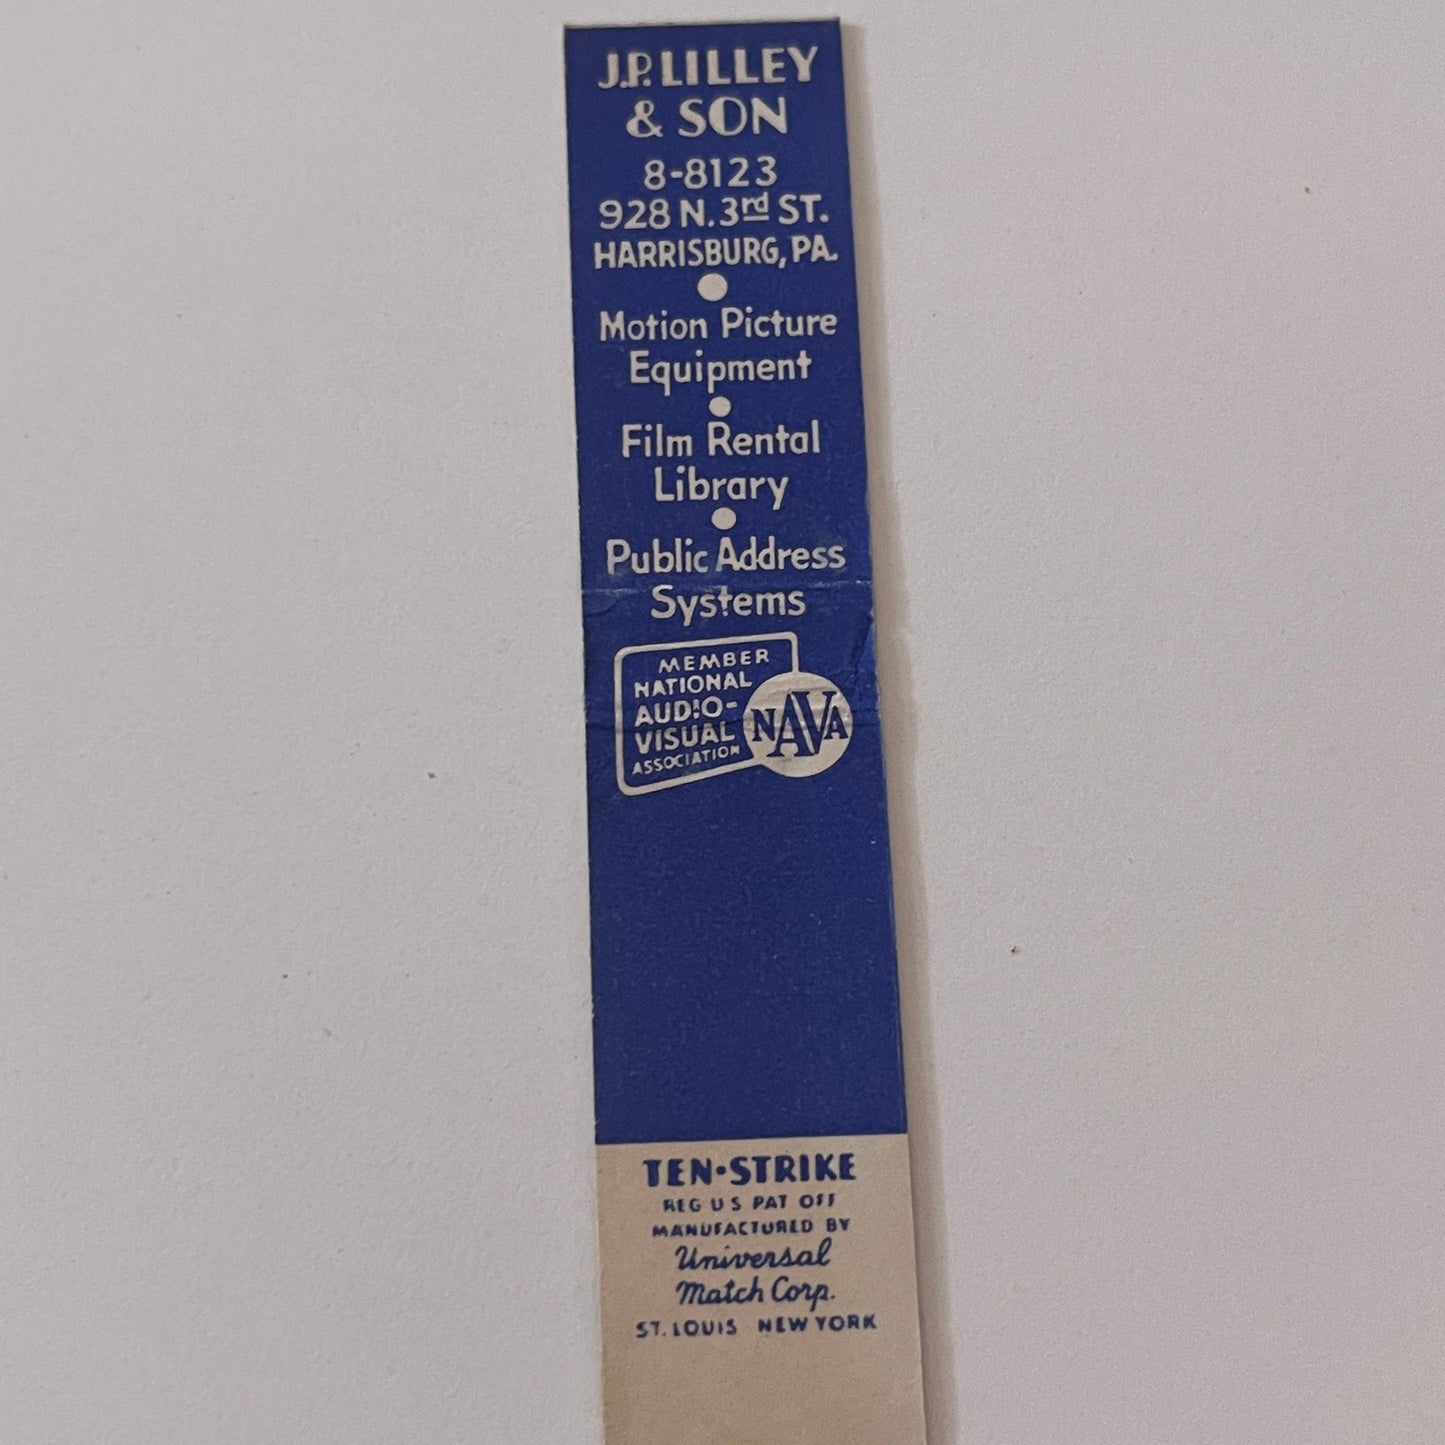 J.P. LILLEY
& SON
8-8123
928 N. 3rd ST.
HARRISBURG, PA.
Motion Picture
Equipment
Film Rental
Library
Public Address
Systems
MEMBER
NATIONAL
AUDIO-
VISUAL
ASSOCIATION
NAVA
TEN·STRIKE
REG U S PAT OFF
MANUFACTURED BY
Universal
Match Corp.
ST. LOUIS NEW YORK